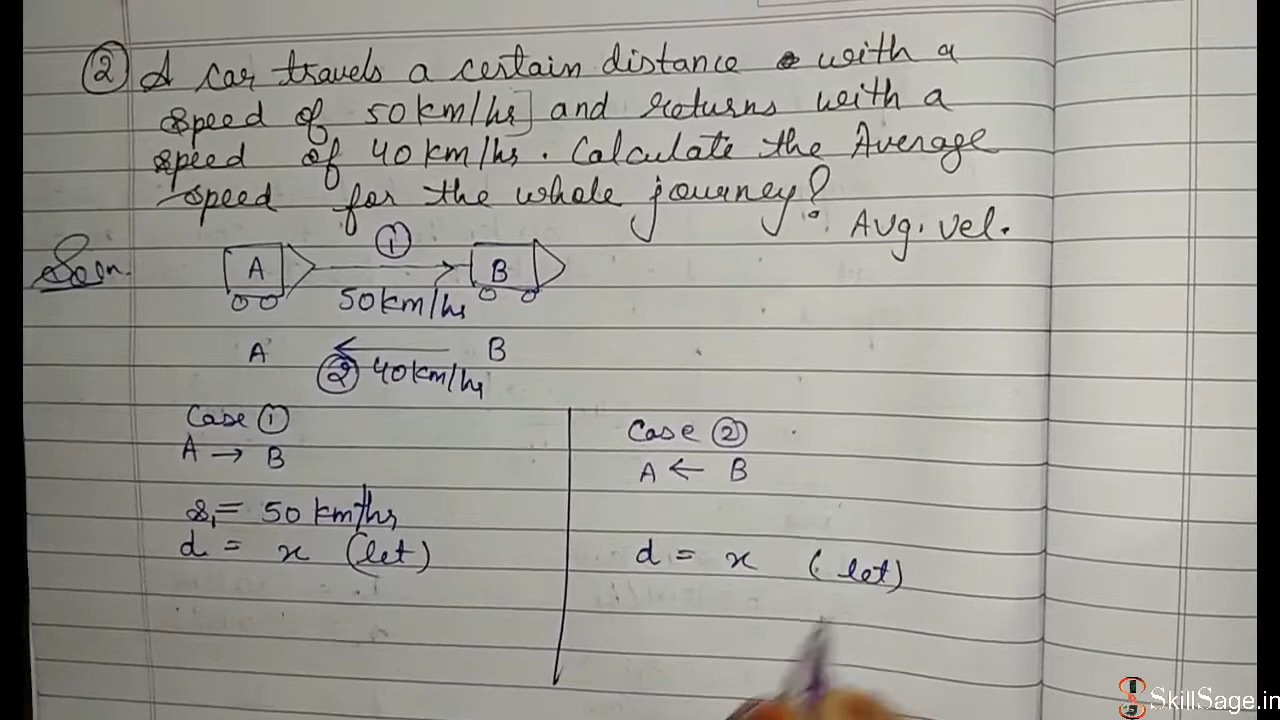 ② A car travels a certain distance with a
speed of 50km/hr] and returns with a
speed of 40km/hs. Calculate the Average
speed for the whole journey?
Avg. vel.
Soln.
①
A B
50km/hr
A B
② 40km/hr
Case ①
A → B
s₁= 50 km/hr
d = x (let)
Case ②
A ← B
d = x (let)
SkillSage.in